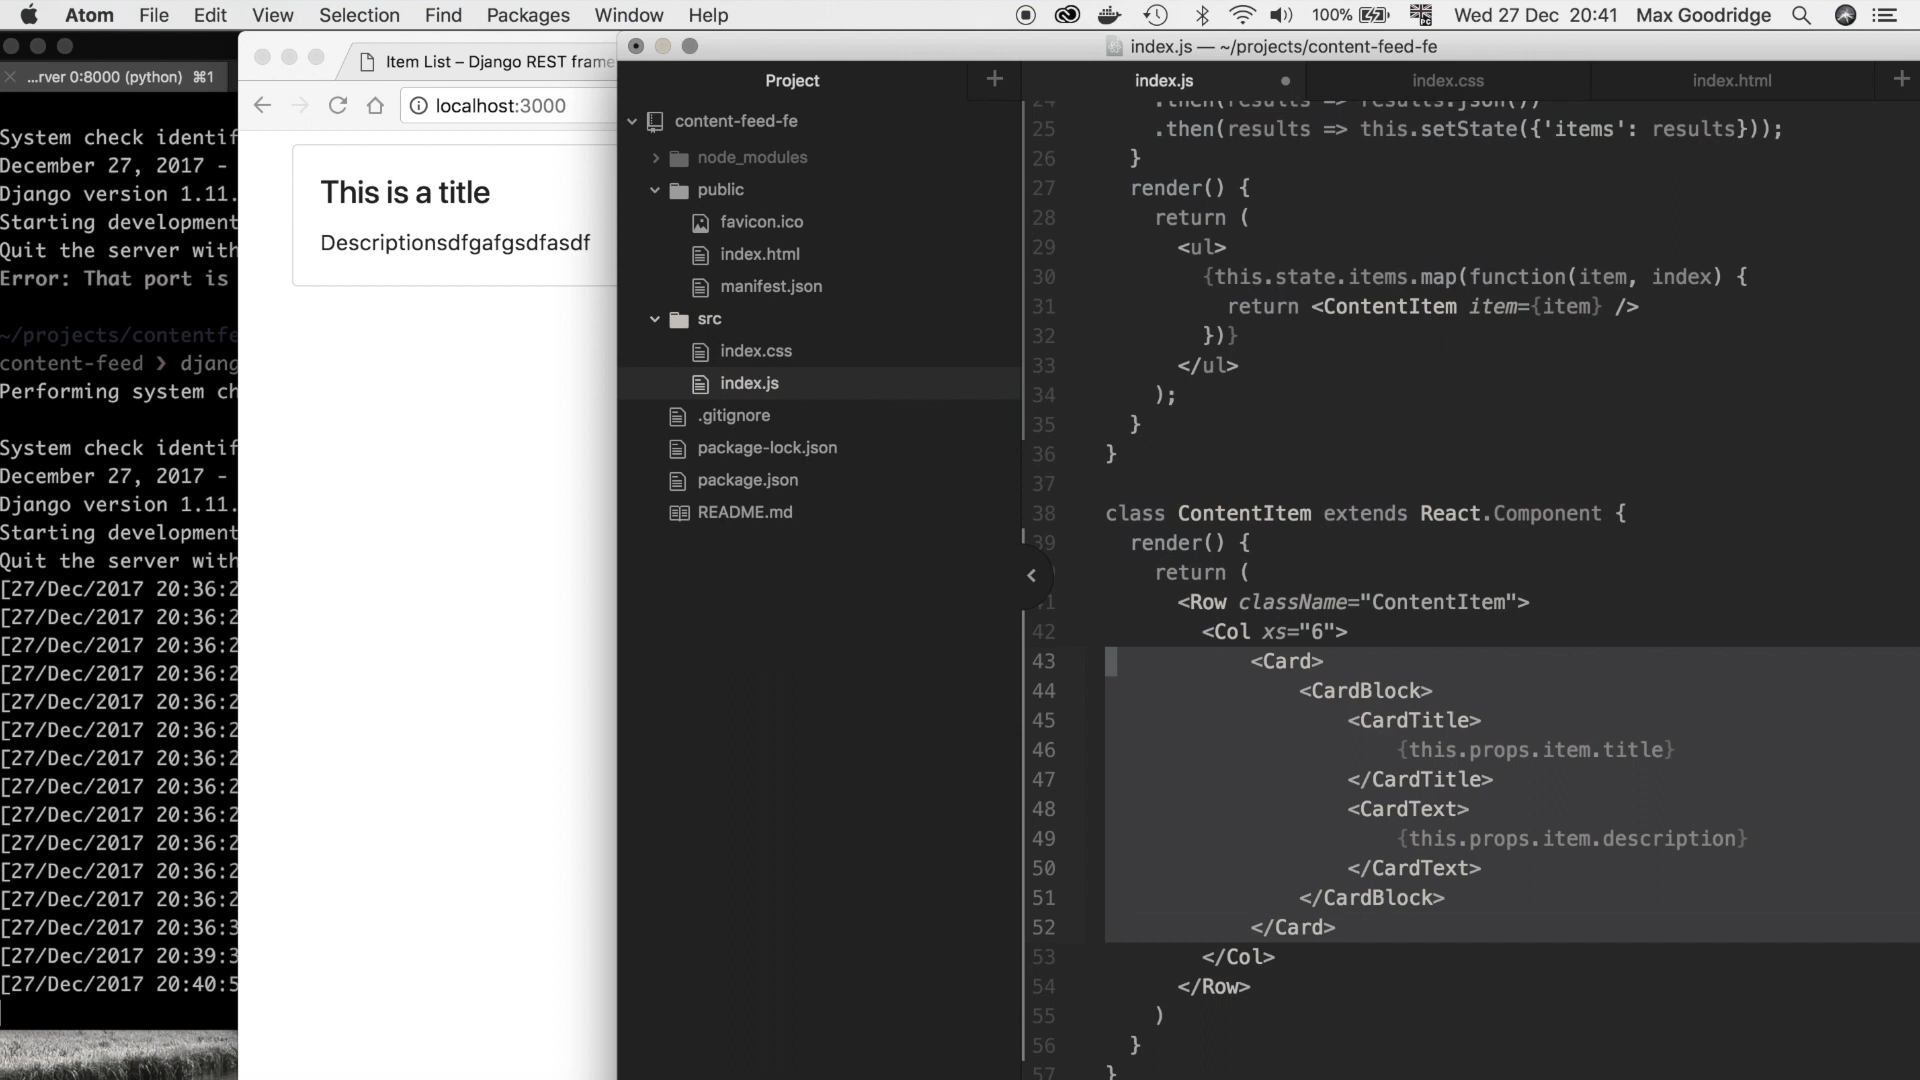 Atom File Edit View Selection Find Packages Window Help 100% Wed 27 Dec 20:41 Max Goodridge
...rver 0:8000 (python) ⌘1
System check identif
December 27, 2017 -
Django version 1.11.
Starting development
Quit the server with
Error: That port is
~/projects/contentfe
content-feed ❯ djang
Performing system ch
System check identif
December 27, 2017 -
Django version 1.11.
Starting development
Quit the server with
[27/Dec/2017 20:36:2
[27/Dec/2017 20:36:2
[27/Dec/2017 20:36:2
[27/Dec/2017 20:36:2
[27/Dec/2017 20:36:2
[27/Dec/2017 20:36:2
[27/Dec/2017 20:36:2
[27/Dec/2017 20:36:2
[27/Dec/2017 20:36:2
[27/Dec/2017 20:36:2
[27/Dec/2017 20:36:2
[27/Dec/2017 20:36:2
[27/Dec/2017 20:36:3
[27/Dec/2017 20:39:3
[27/Dec/2017 20:40:5
Item List – Django REST frame
localhost:3000
This is a title
Descriptionsdfgafgsdfasdf
index.js — ~/projects/content-feed-fe
Project
content-feed-fe
node_modules
public
favicon.ico
index.html
manifest.json
src
index.css
index.js
.gitignore
package-lock.json
package.json
README.md
index.js index.css index.html
24 .then(results => results.json())
25 .then(results => this.setState({'items': results}));
26 }
27 render() {
28 return (
29 <ul>
30 {this.state.items.map(function(item, index) {
31 return <ContentItem item={item} />
32 })}
33 </ul>
34 );
35 }
36 }
37
38 class ContentItem extends React.Component {
39 render() {
return (
41 <Row className="ContentItem">
42 <Col xs="6">
43 <Card>
44 <CardBlock>
45 <CardTitle>
46 {this.props.item.title}
47 </CardTitle>
48 <CardText>
49 {this.props.item.description}
50 </CardText>
51 </CardBlock>
52 </Card>
53 </Col>
54 </Row>
55 )
56 }
57 }